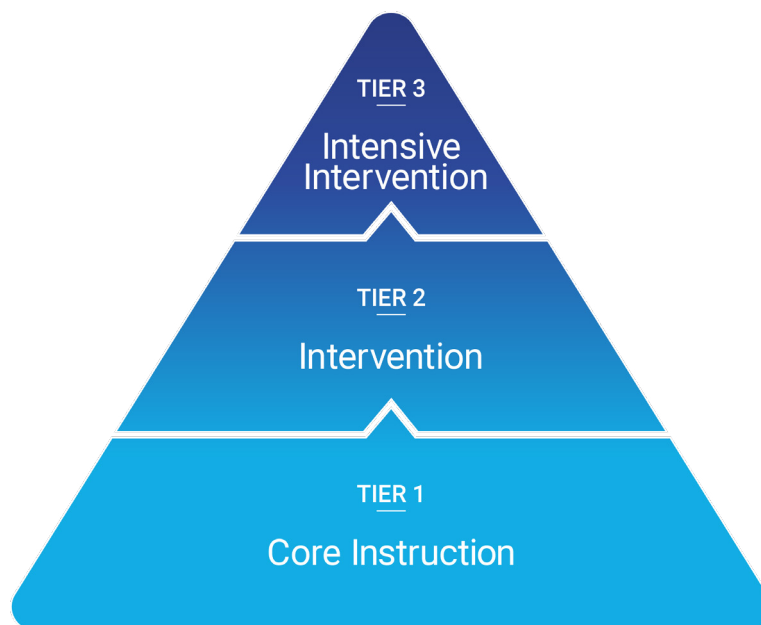 TIER 3
Intensive
Intervention
TIER 2
Intervention
TIER 1
Core Instruction